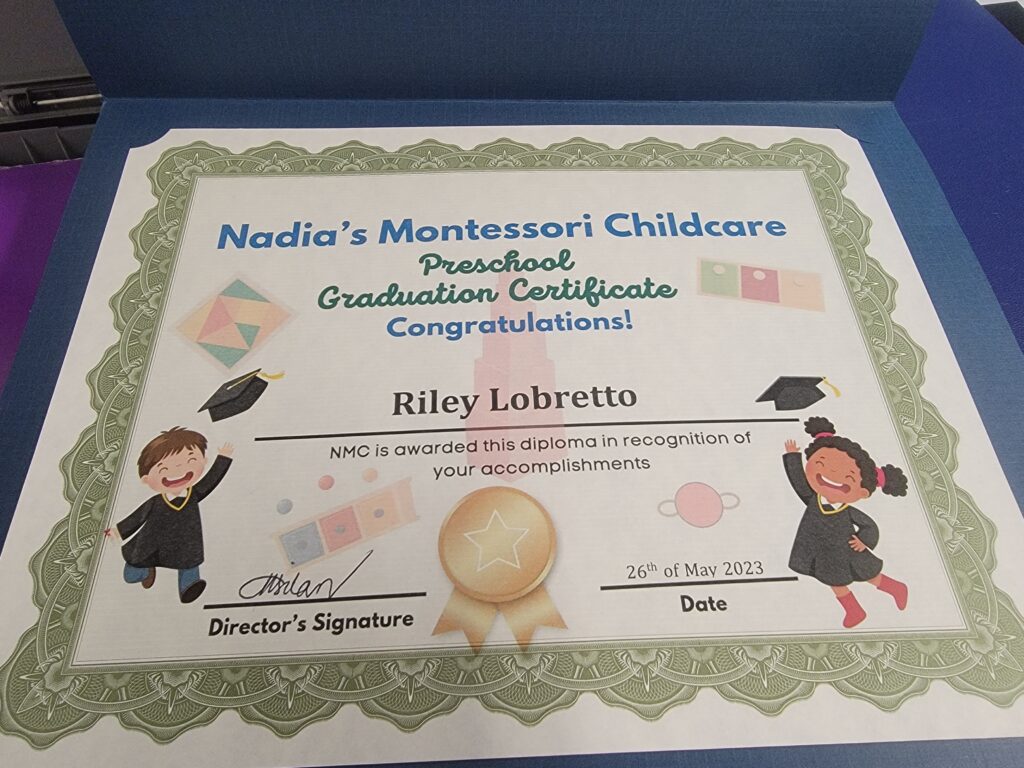 Nadia's Montessori Childcare
Preschool
Graduation Certificate
Congratulations!
Riley Lobretto
NMC is awarded this diploma in recognition of
your accomplishments
26th of May 2023
Director's Signature
Date